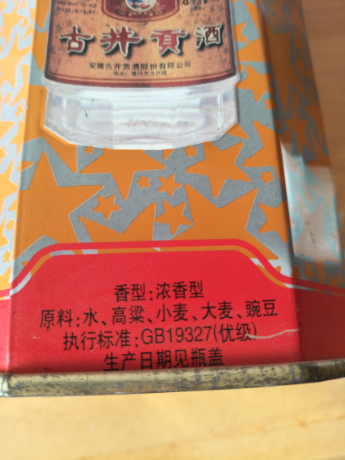 古井贡酒
安徽古井贡酒股份有限公司
香型:浓香型
原料:水、高粱、小麦、大麦、豌豆
执行标准:GB19327(优级)
生产日期见瓶盖